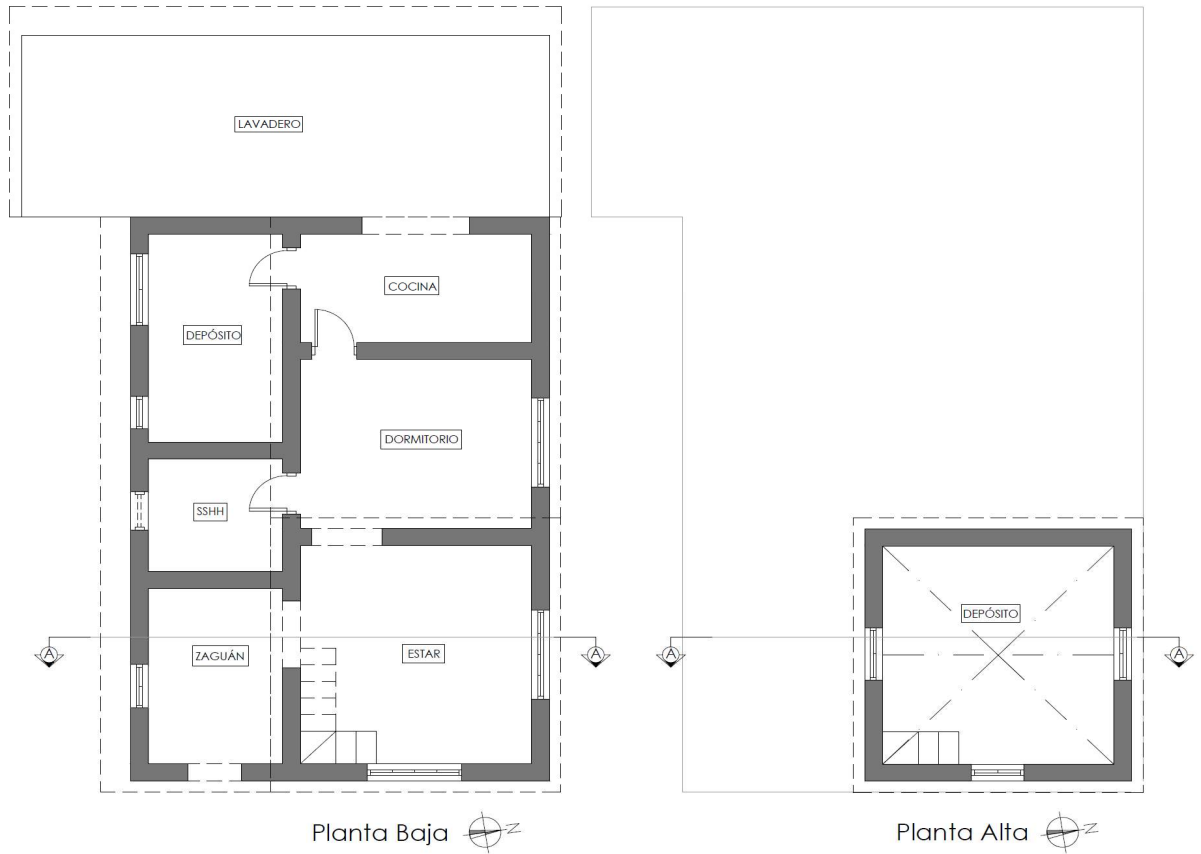 LAVADERO
COCINA
DEPÓSITO
DORMITORIO
SSHH
DEPÓSITO
ZAGUÁN
ESTAR
A
A
A
A
Planta Baja
N
Planta Alta
N